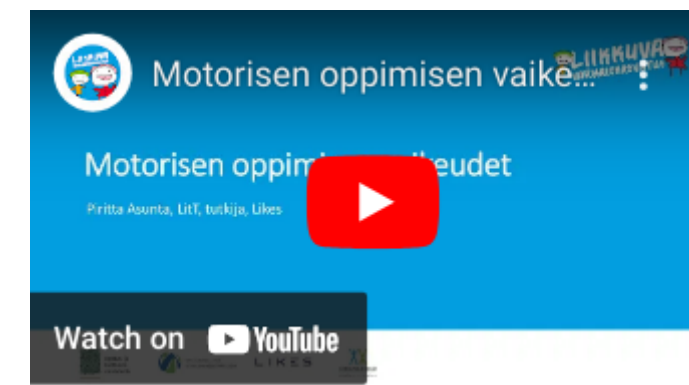 Motorisen oppimisen vaike...
LIIKKUVA
Motorisen oppim eudet
Piritta Asunta, LitT, tutkija, Likes
Watch on YouTube
LIKES